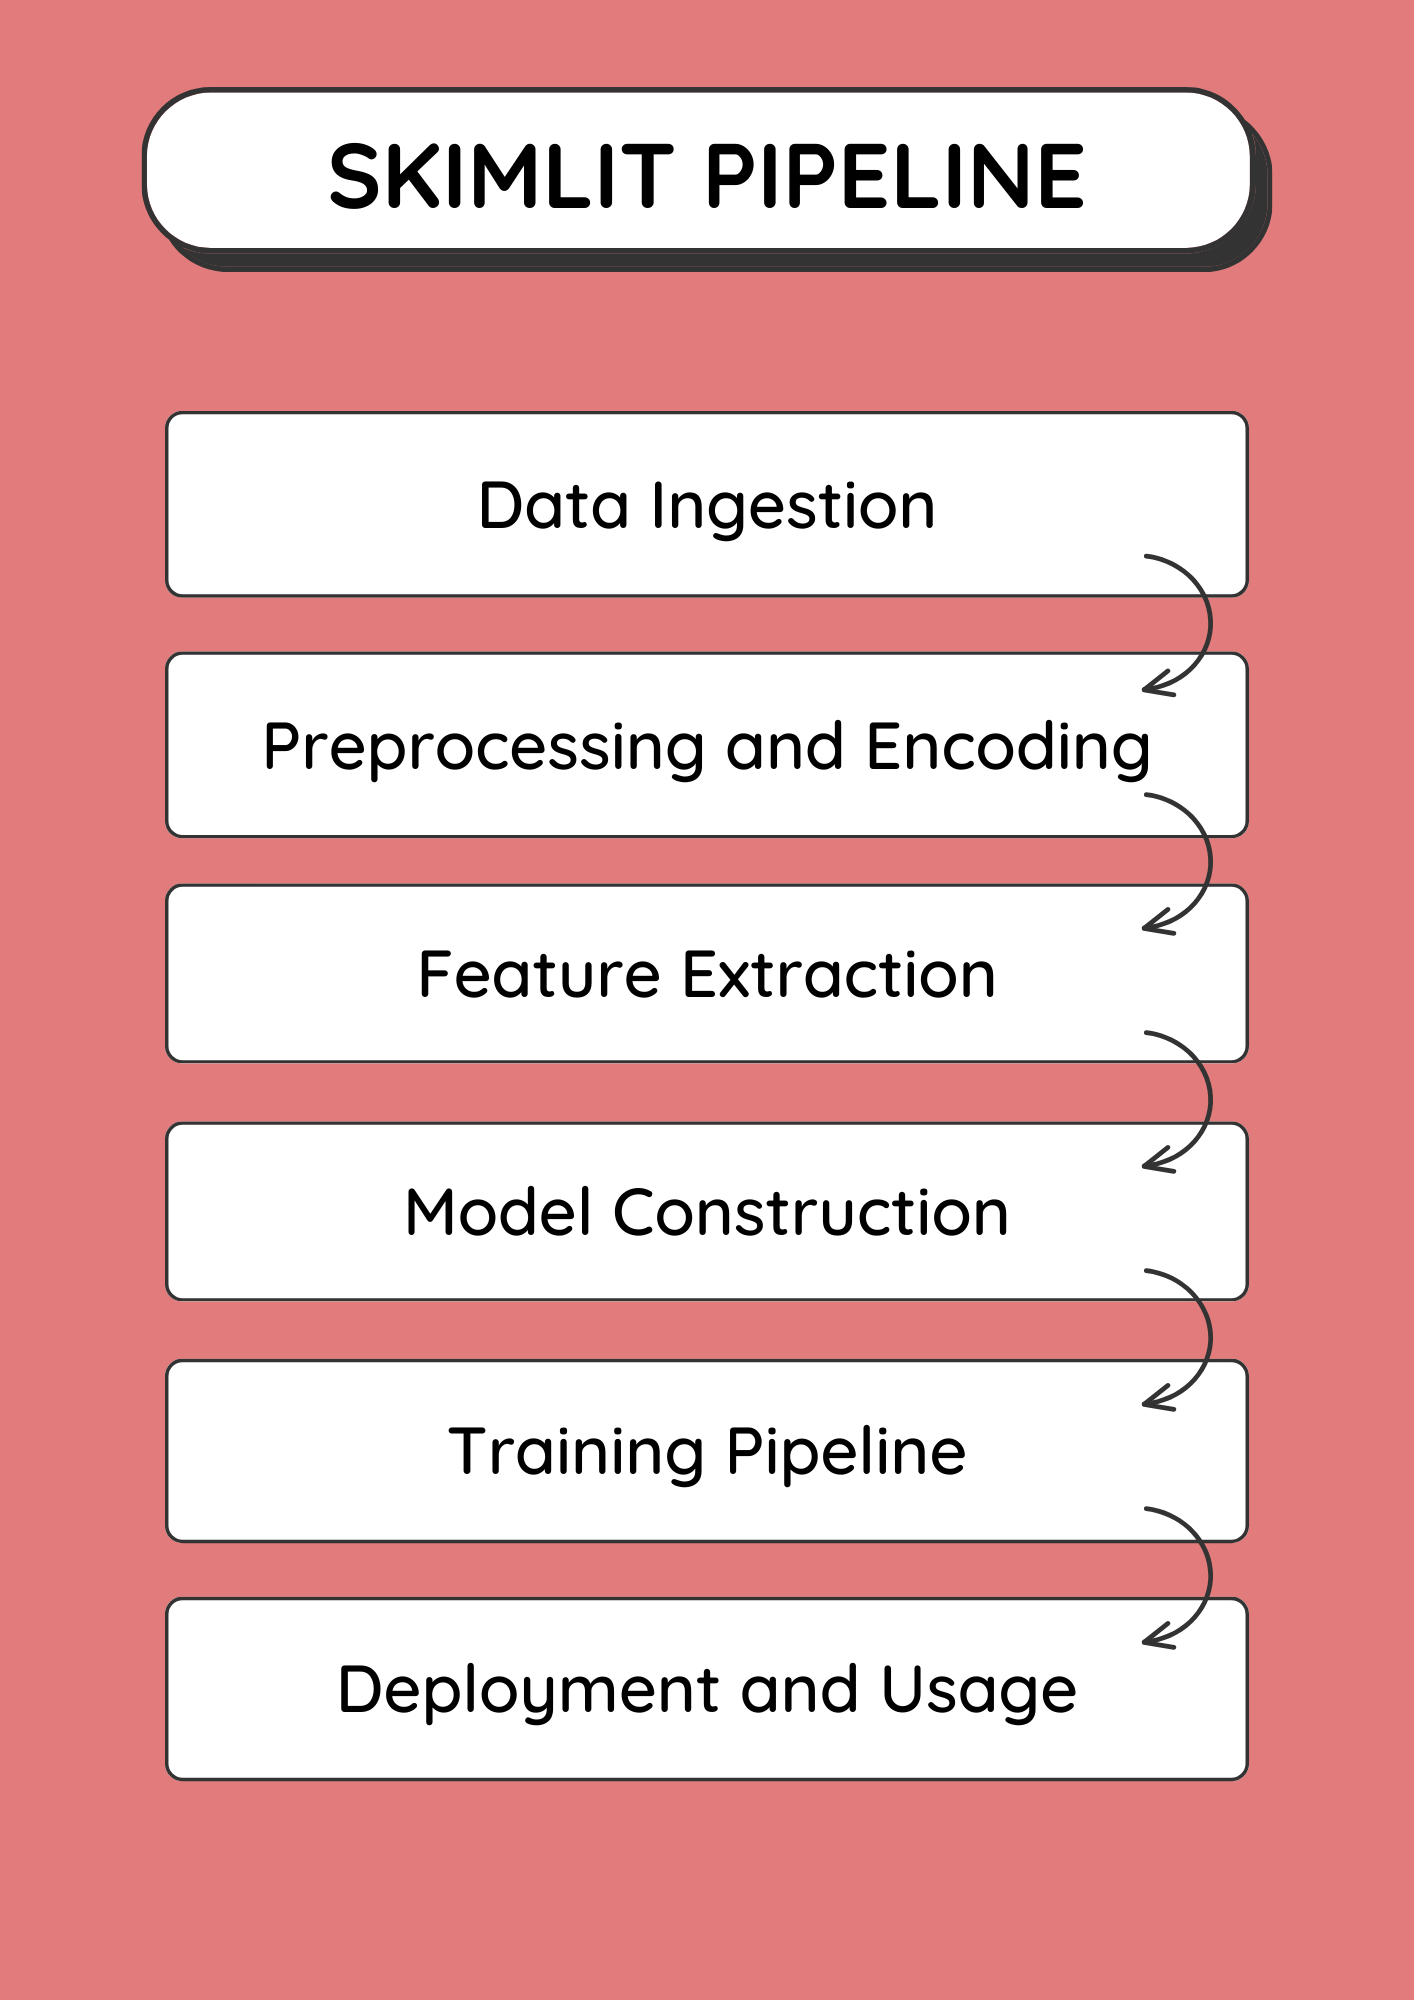 SKIMLIT PIPELINE
Data Ingestion
Preprocessing and Encoding
Feature Extraction
Model Construction
Training Pipeline
Deployment and Usage